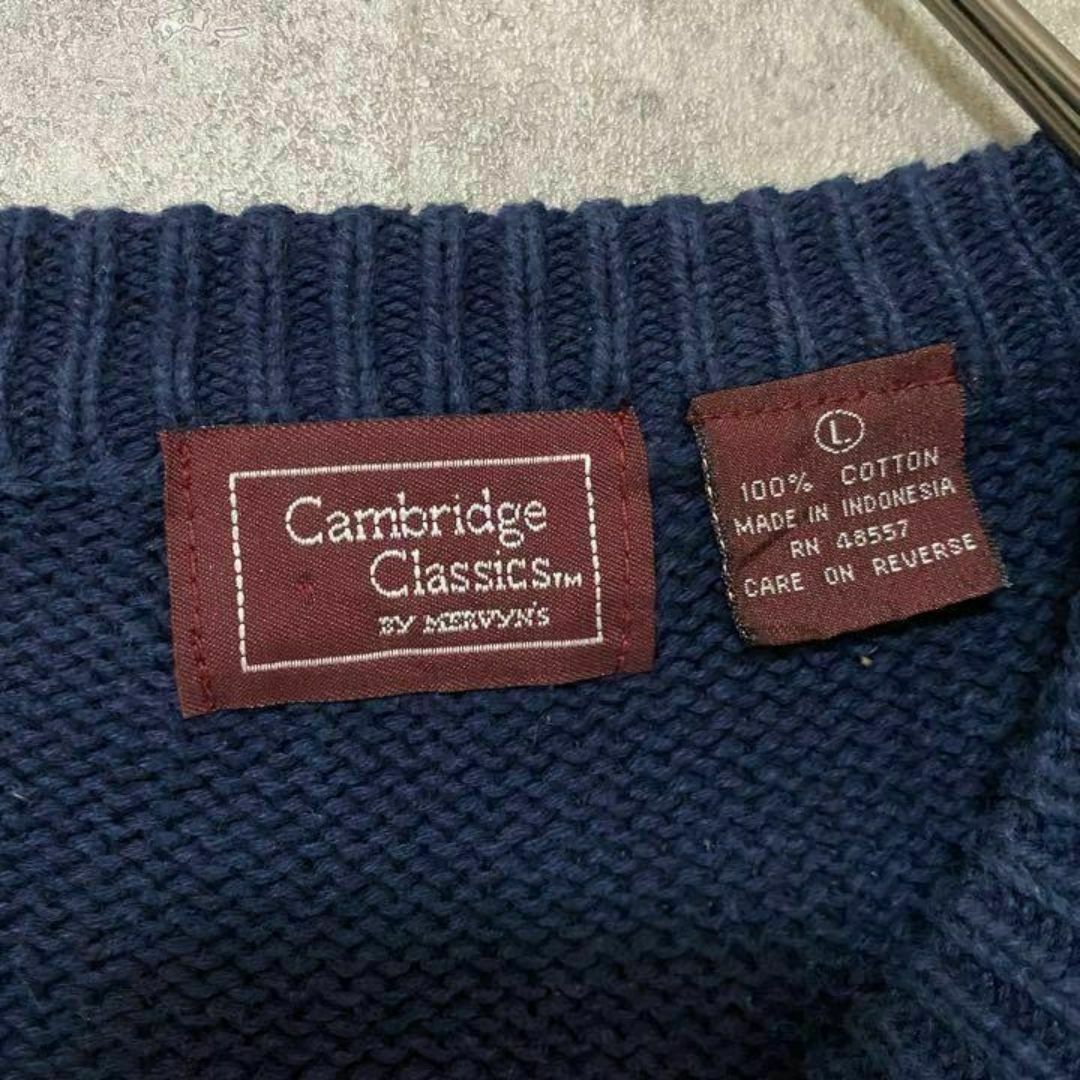 Cambridge
Classics™
BY MERVYN'S
L
100% COTTON
MADE IN INDONESIA
RN 48557
CARE ON REVERSE